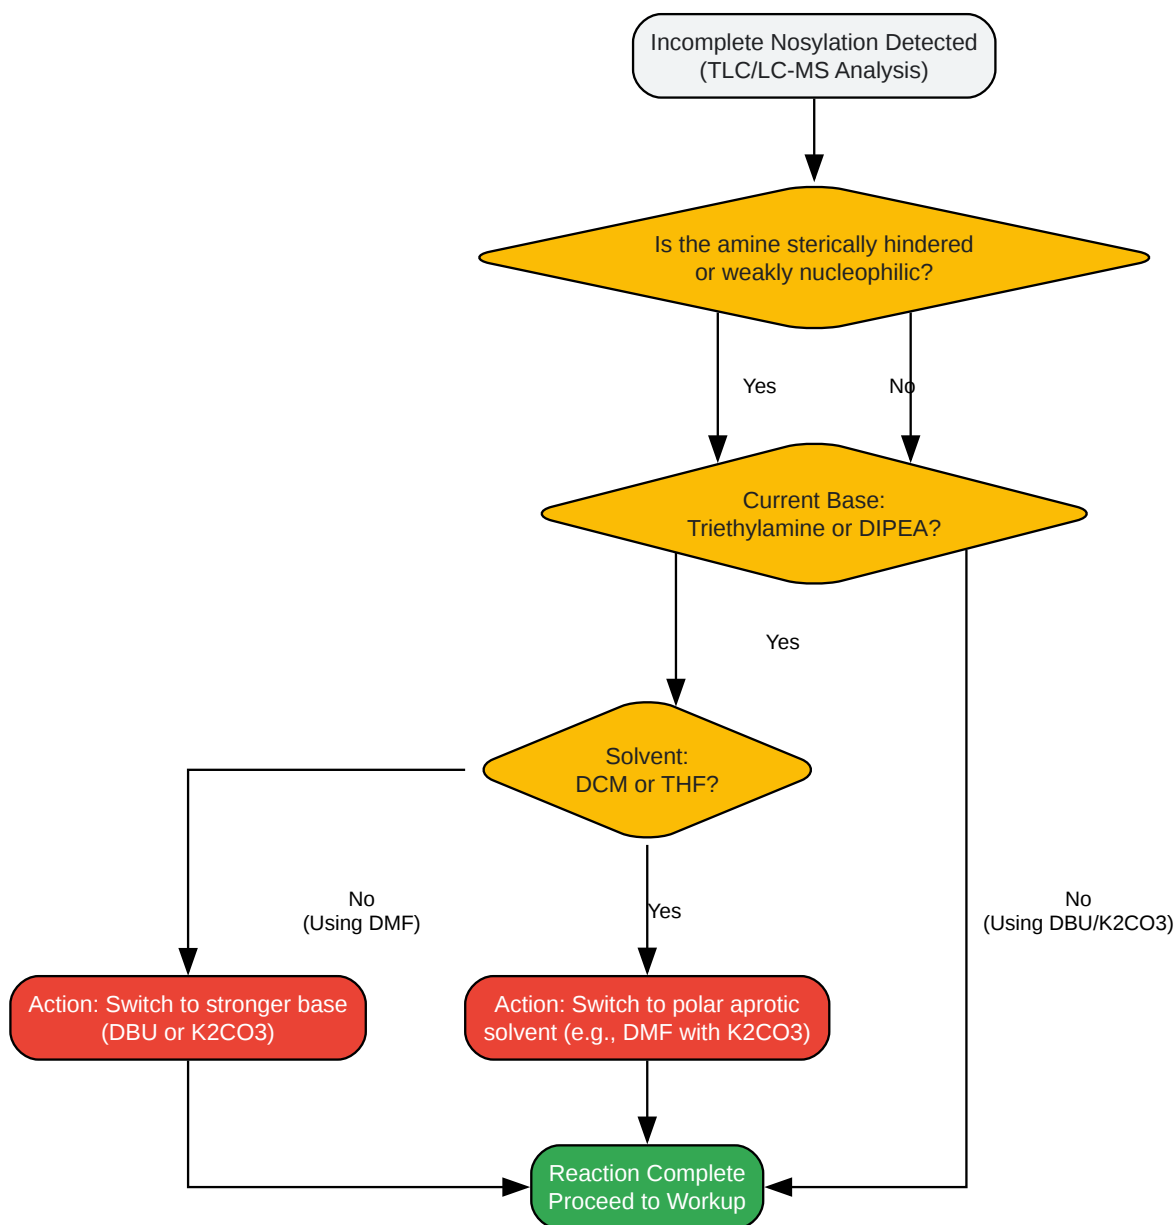 Incomplete Nosylation Detected
(TLC/LC-MS Analysis)
Is the amine sterically hindered
or weakly nucleophilic?
Yes
No
Current Base:
Triethylamine or DIPEA?
Yes
Solvent:
DCM or THF?
No
(Using DMF)
Yes
No
(Using DBU/K2CO3)
Action: Switch to stronger base
(DBU or K2CO3)
Action: Switch to polar aprotic
solvent (e.g., DMF with K2CO3)
Reaction Complete
Proceed to Workup